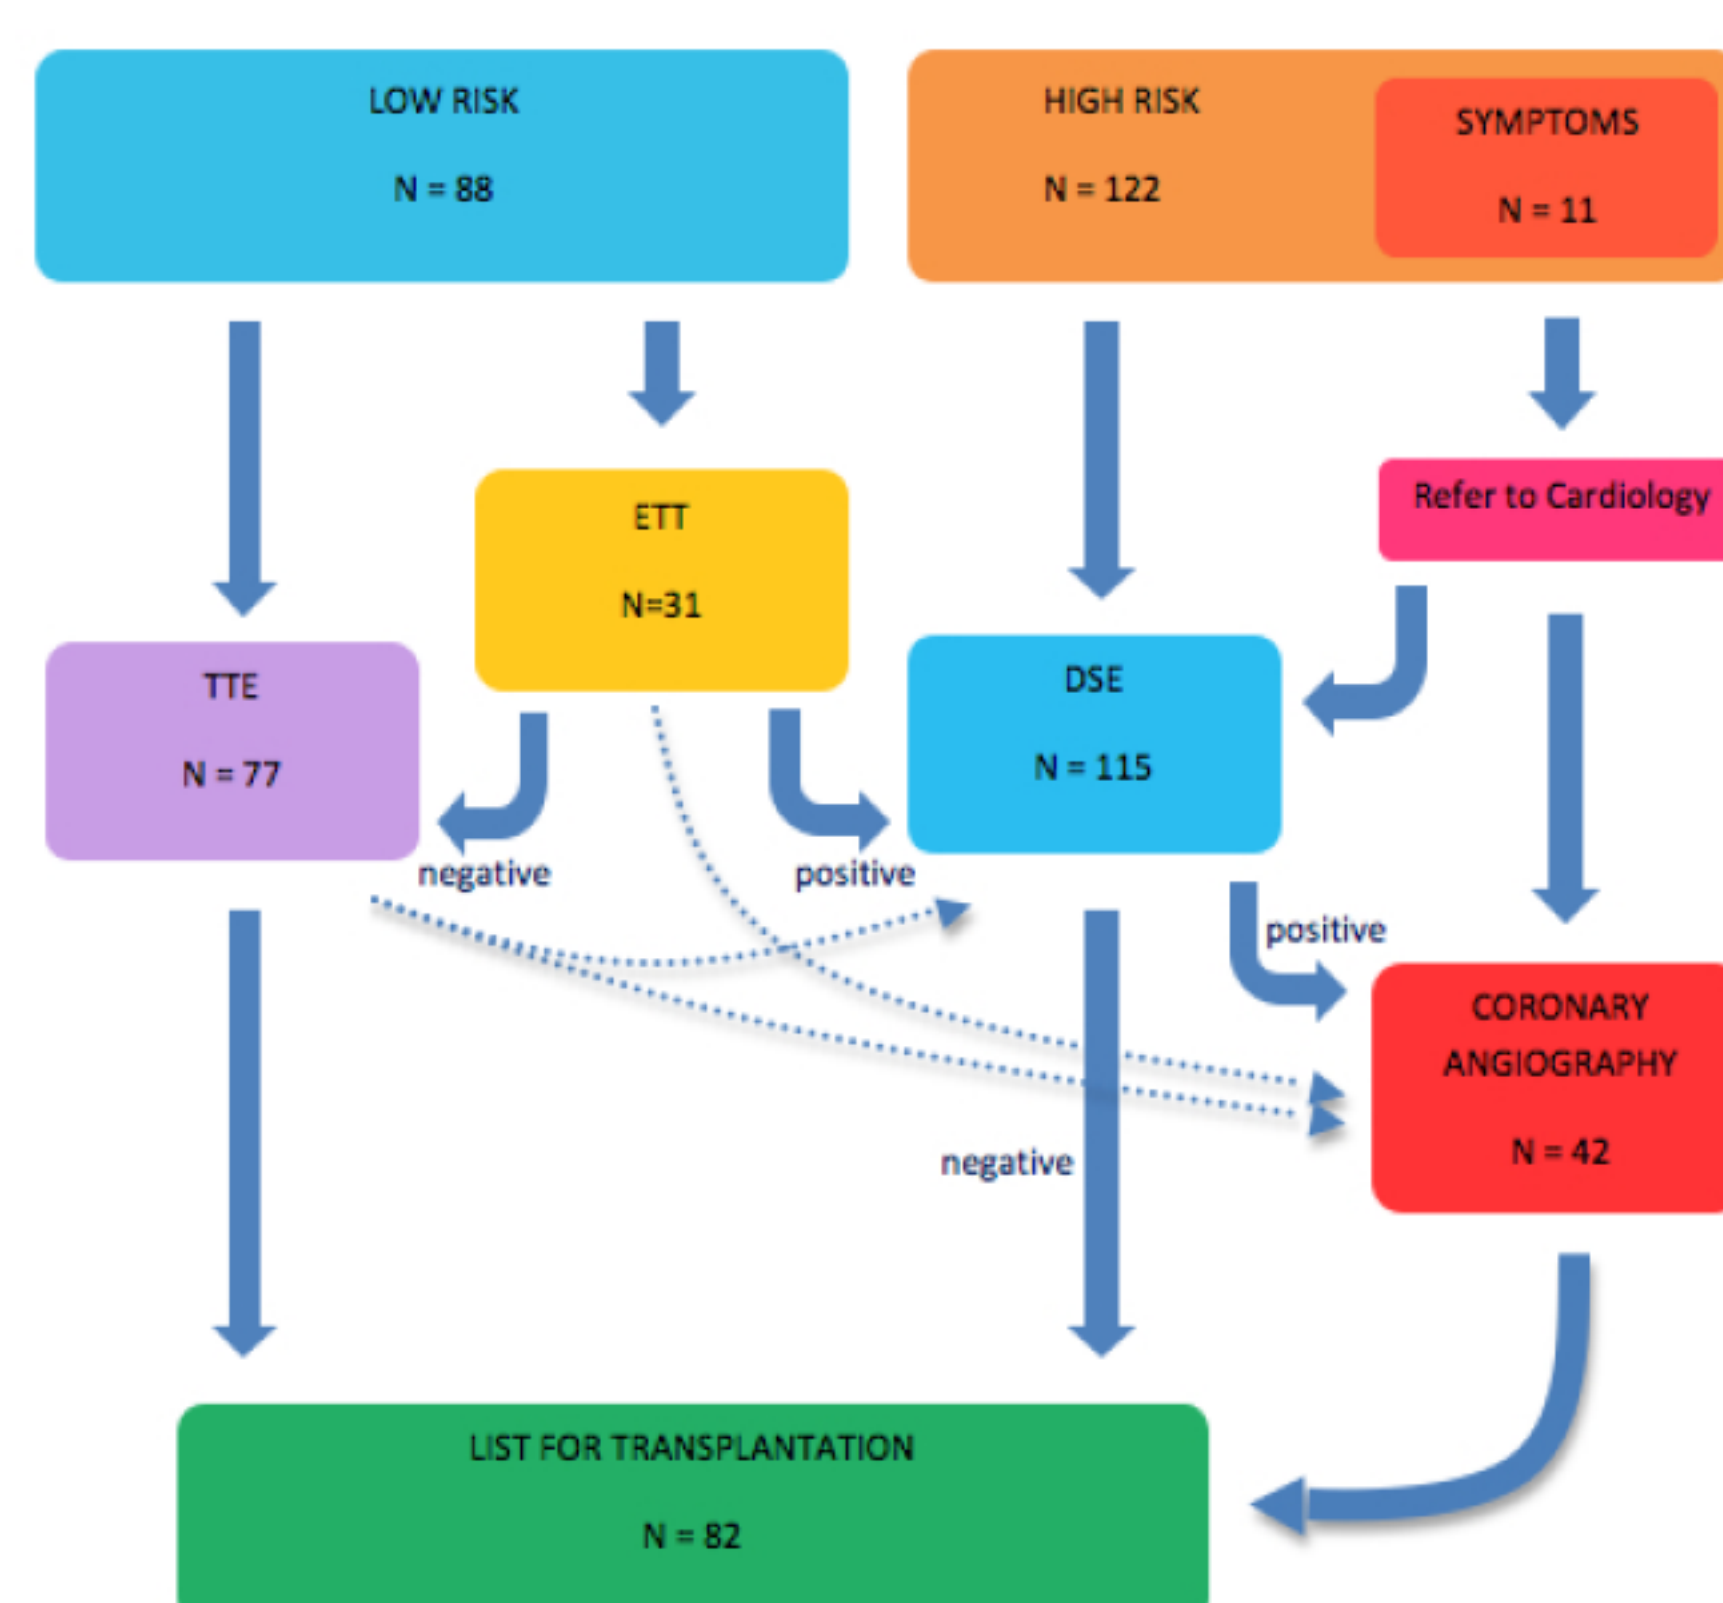 LOW RISK
N = 88
HIGH RISK
N = 122
SYMPTOMS
N = 11
Refer to Cardiology
ETT
N=31
TTE
N = 77
DSE
N = 115
negative
positive
positive
CORONARY
ANGIOGRAPHY
N = 42
negative
LIST FOR TRANSPLANTATION
N = 82